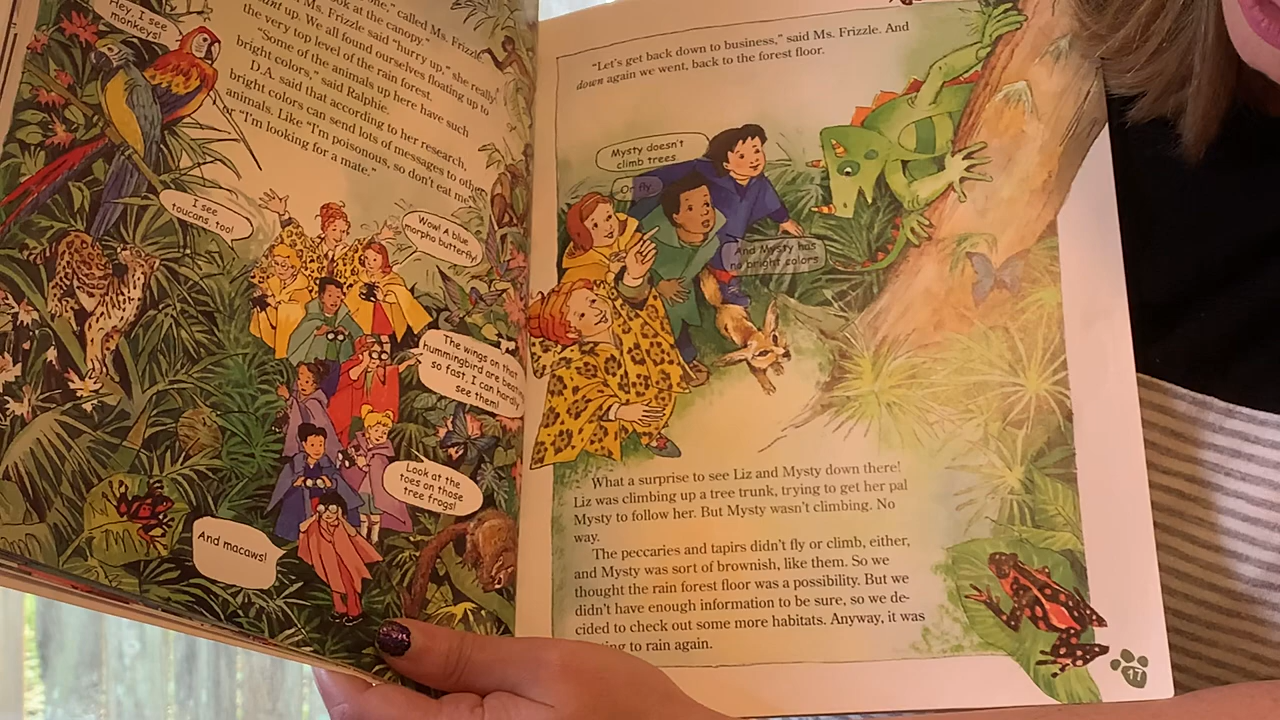 Hey, I see
monkeys!
one," called Ms. Frizzle.
look at the canopy."
Ms. Frizzle said "hurry up," she really
up. We all found ourselves floating up to
the very top level of the rain forest.
"Some of the animals up here have such
bright colors," said Ralphie.
D.A. said that according to her research,
bright colors can send lots of messages to other
animals. Like "I'm poisonous, so don't eat me"
or "I'm looking for a mate."
I see
toucans, too!
Wow! A blue
morpho butterfly!
The wings on that
hummingbird are beating
so fast, I can hardly
see them!
Look at the
toes on those
tree frogs!
And macaws!
"Let's get back down to business," said Ms. Frizzle. And
down again we went, back to the forest floor.
Mysty doesn't
climb trees
Or fly
And Mysty has
no bright colors
What a surprise to see Liz and Mysty down there!
Liz was climbing up a tree trunk, trying to get her pal
Mysty to follow her. But Mysty wasn't climbing. No
way.
The peccaries and tapirs didn't fly or climb, either,
and Mysty was sort of brownish, like them. So we
thought the rain forest floor was a possibility. But we
didn't have enough information to be sure, so we de-
cided to check out some more habitats. Anyway, it was
to rain again.
17